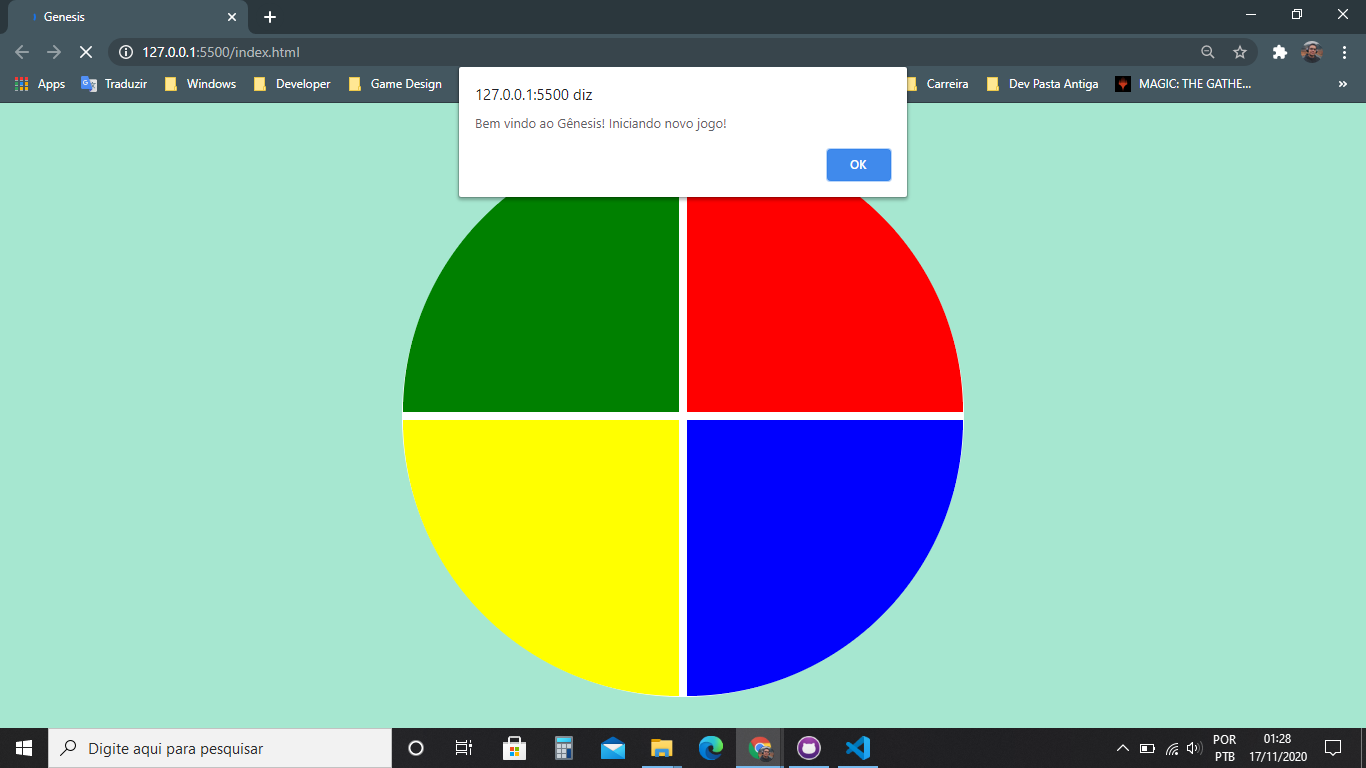 Genesis
127.0.0.1:5500/index.html
Apps Traduzir Windows Developer Game Design Carreira Dev Pasta Antiga MAGIC: THE GATHE...
127.0.0.1:5500 diz
Bem vindo ao Gênesis! Iniciando novo jogo!
OK
Digite aqui para pesquisar
POR
PTB
01:28
17/11/2020